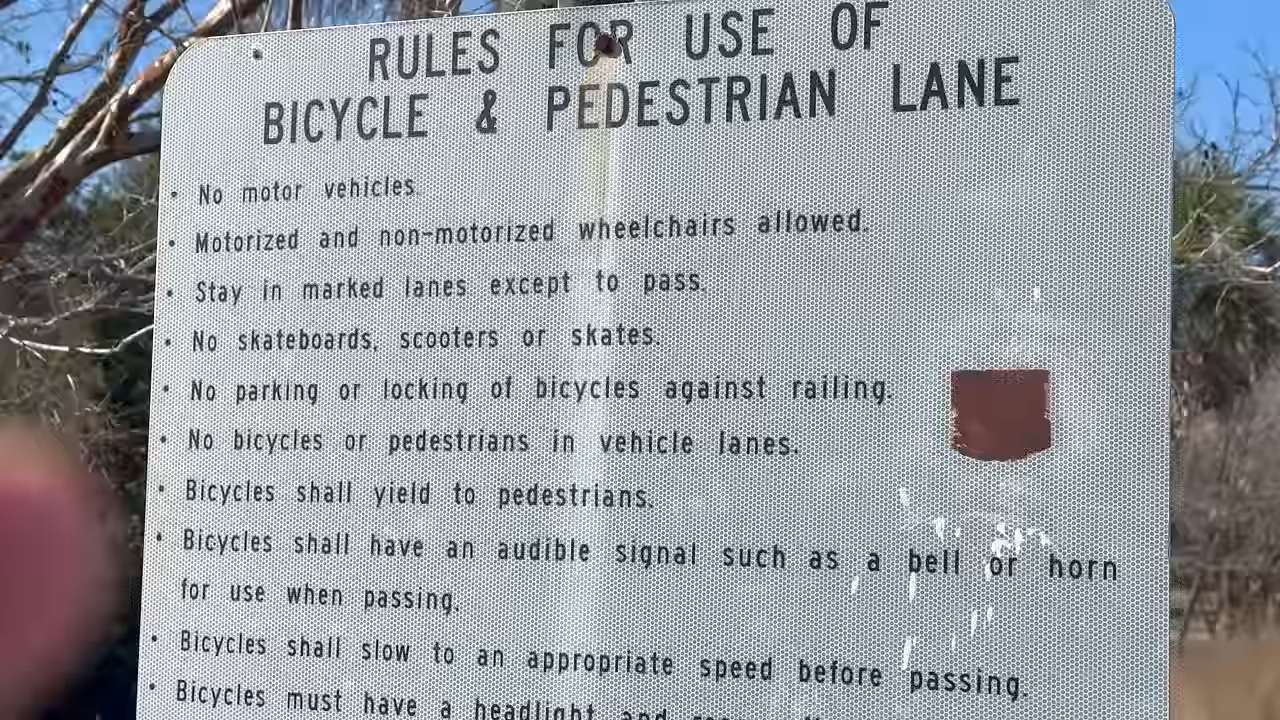 RULES FOR USE OF
BICYCLE & PEDESTRIAN LANE
• No motor vehicles
• Motorized and non-motorized wheelchairs allowed.
• Stay in marked lanes except to pass.
• No skateboards, scooters or skates.
• No parking or locking of bicycles against railing.
• No bicycles or pedestrians in vehicle lanes.
• Bicycles shall yield to pedestrians.
• Bicycles shall have an audible signal such as a bell or horn
for use when passing.
• Bicycles shall slow to an appropriate speed before passing.
• Bicycles must have a headlight and